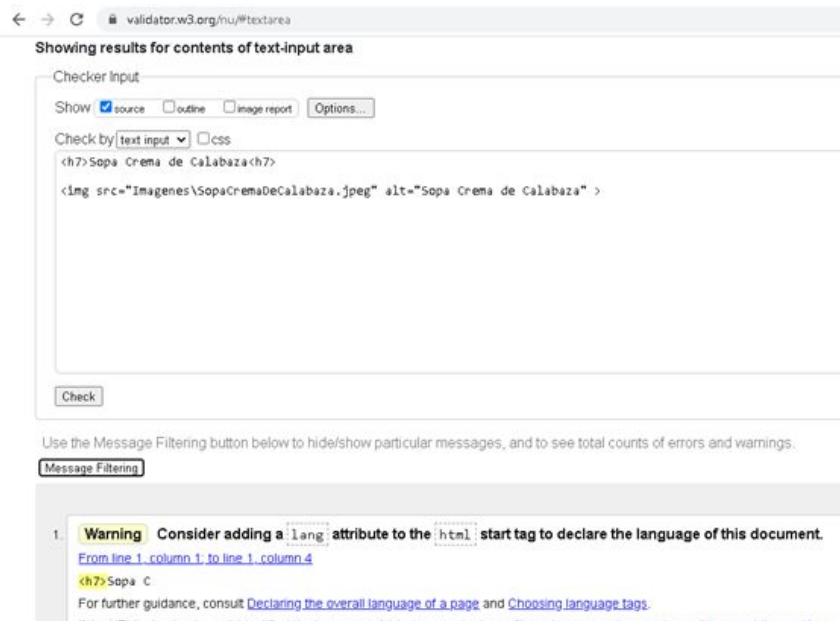 validator.w3.org/nu/#textarea
Showing results for contents of text-input area
Checker Input
Show source outline image report Options...
Check by text input css
<h7>Sopa Crema de Calabaza<h7>
<img src="Imagenes\SopaCremaDeCalabaza.jpeg" alt="Sopa Crema de Calabaza" >
Check
Use the Message Filtering button below to hide/show particular messages, and to see total counts of errors and warnings.
Message Filtering
1. Warning Consider adding a lang attribute to the html start tag to declare the language of this document.
From line 1, column 1; to line 1, column 4
<h7>Sopa C
For further guidance, consult Declaring the overall language of a page and Choosing language tags.